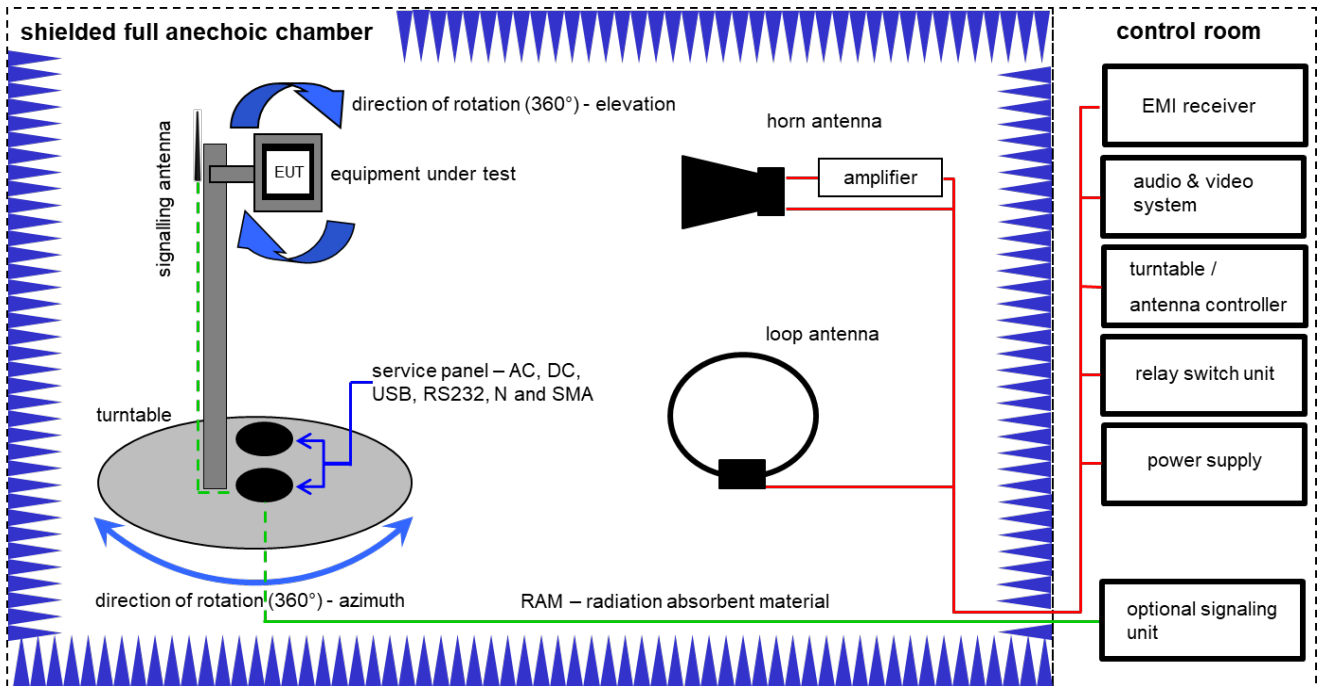 shielded full anechoic chamber
control room
direction of rotation (360°) - elevation
signalling antenna
EUT
equipment under test
horn antenna
amplifier
EMI receiver
audio & video
system
turntable /
antenna controller
loop antenna
relay switch unit
service panel – AC, DC,
USB, RS232, N and SMA
turntable
power supply
direction of rotation (360°) - azimuth
RAM – radiation absorbent material
optional signaling
unit